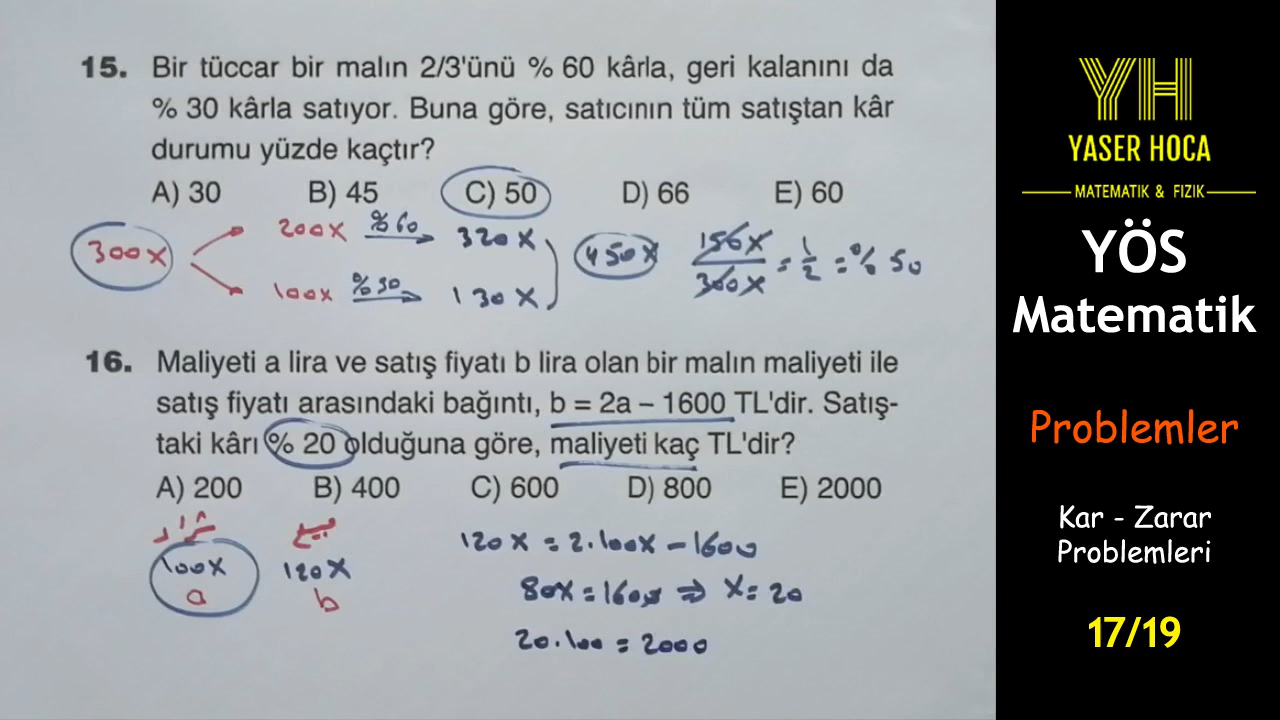 15. Bir tüccar bir malın 2/3'ünü % 60 kârla, geri kalanını da
% 30 kârla satıyor. Buna göre, satıcının tüm satıştan kâr
durumu yüzde kaçtır?
A) 30 B) 45 C) 50 D) 66 E) 60
300x 200x %60 320x 450x 150x/300x = 1/2 = %50
100x %30 130x
16. Maliyeti a lira ve satış fiyatı b lira olan bir malın maliyeti ile
satış fiyatı arasındaki bağıntı, b = 2a – 1600 TL'dir. Satış-
taki kârı % 20 olduğuna göre, maliyeti kaç TL'dir?
A) 200 B) 400 C) 600 D) 800 E) 2000
شراء بيع
100x 120x
a b
120x = 2.100x - 1600
80x = 1600 ⇒ x = 20
20.100 = 2000
YH
YASER HOCA
MATEMATIK & FIZIK
YÖS
Matematik
Problemler
Kar - Zarar
Problemleri
17/19